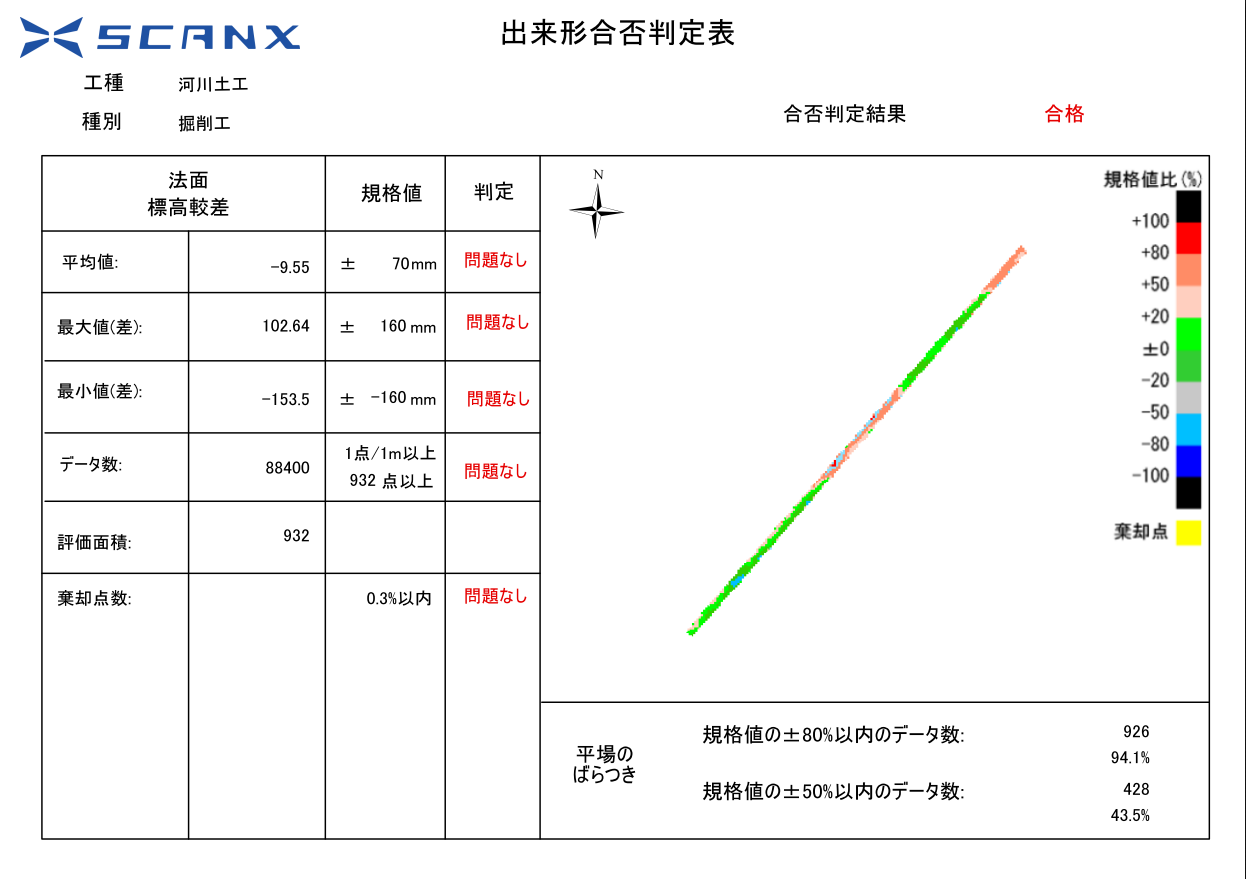 SCANX
出来形合否判定表
工種 河川土工
種別 掘削工
合否判定結果 合格
法面
標高較差
規格値
判定
平均値: -9.55 ± 70mm 問題なし
最大値(差): 102.64 ± 160 mm 問題なし
最小値(差): -153.5 ± -160 mm 問題なし
データ数: 88400 1点/1m以上
932 点以上 問題なし
評価面積: 932
棄却点数: 0.3%以内 問題なし
N
規格値比(%)
+100
+80
+50
+20
±0
-20
-50
-80
-100
棄却点
平場の
ばらつき
規格値の±80%以内のデータ数: 926
94.1%
規格値の±50%以内のデータ数: 428
43.5%